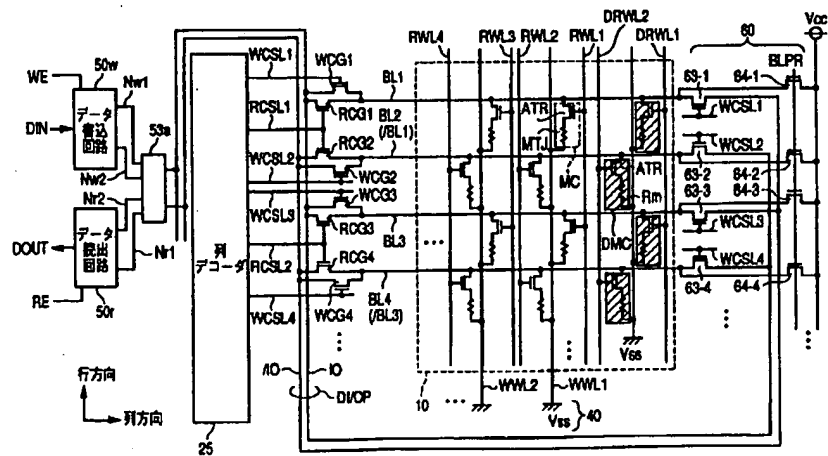 DRWL2
Vcc
RWL4
RWL3
RWL2
RWL1
DRWL1
60
50w
WCSL1
WCG1
BLPR
WE
Nw1
BL1
63-1
64-1
DIN
データ
書込
回路
53a
RCSL1
RCG1
BL2
(/BL1)
ATR
WCSL1
RCG2
MTJ
WCSL2
Nw2
WCSL2
WCG2
MC
ATR
63-2
64-2
Nr2
WCG3
Rm
63-3
64-3
WCSL3
DOUT
データ
読出
回路
Nr1
列
デコーダ
RCG3
BL3
DMC
WCSL3
RCSL2
RCG4
WCSL4
RE
50r
WCSL4
WCG4
BL4
(/BL3)
63-4
64-4
Vss
/IO
IO
行方向
DI/OP
10
WWL2
WWL1
列方向
Vss
40
25